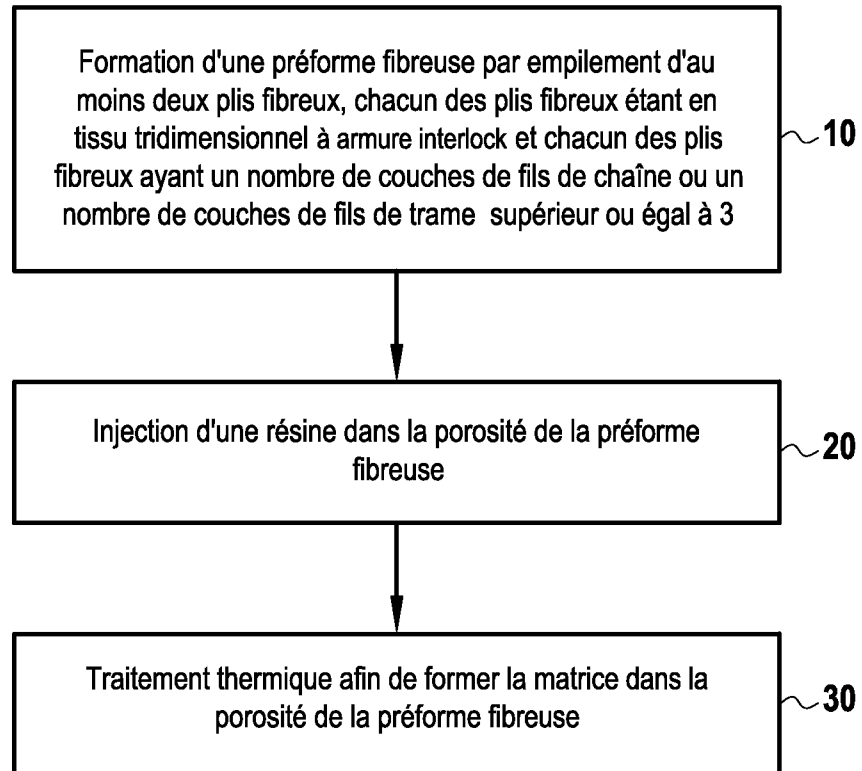 Formation d'une préforme fibreuse par empilement d'au
moins deux plis fibreux, chacun des plis fibreux étant en
tissu tridimensionnel à armure interlock et chacun des plis
fibreux ayant un nombre de couches de fils de chaîne ou un
nombre de couches de fils de trame supérieur ou égal à 3
10
Injection d'une résine dans la porosité de la préforme
fibreuse
20
Traitement thermique afin de former la matrice dans la
porosité de la préforme fibreuse
30